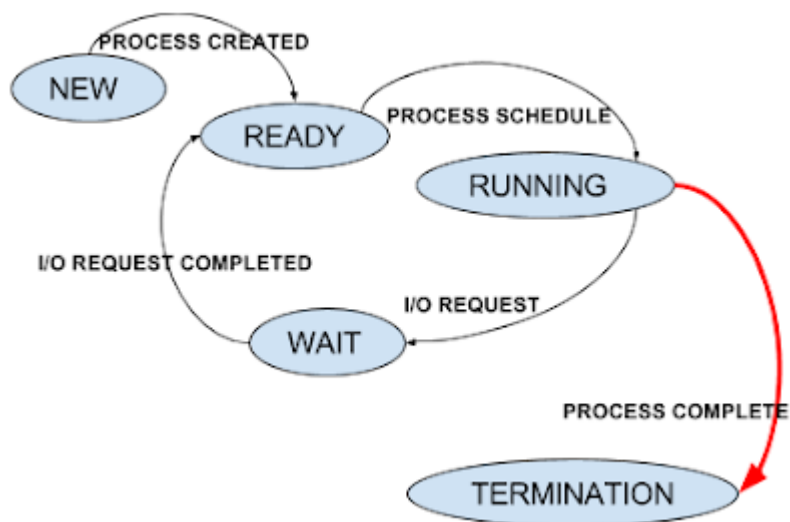 PROCESS CREATED
NEW
READY
PROCESS SCHEDULE
RUNNING
I/O REQUEST COMPLETED
I/O REQUEST
WAIT
PROCESS COMPLETE
TERMINATION